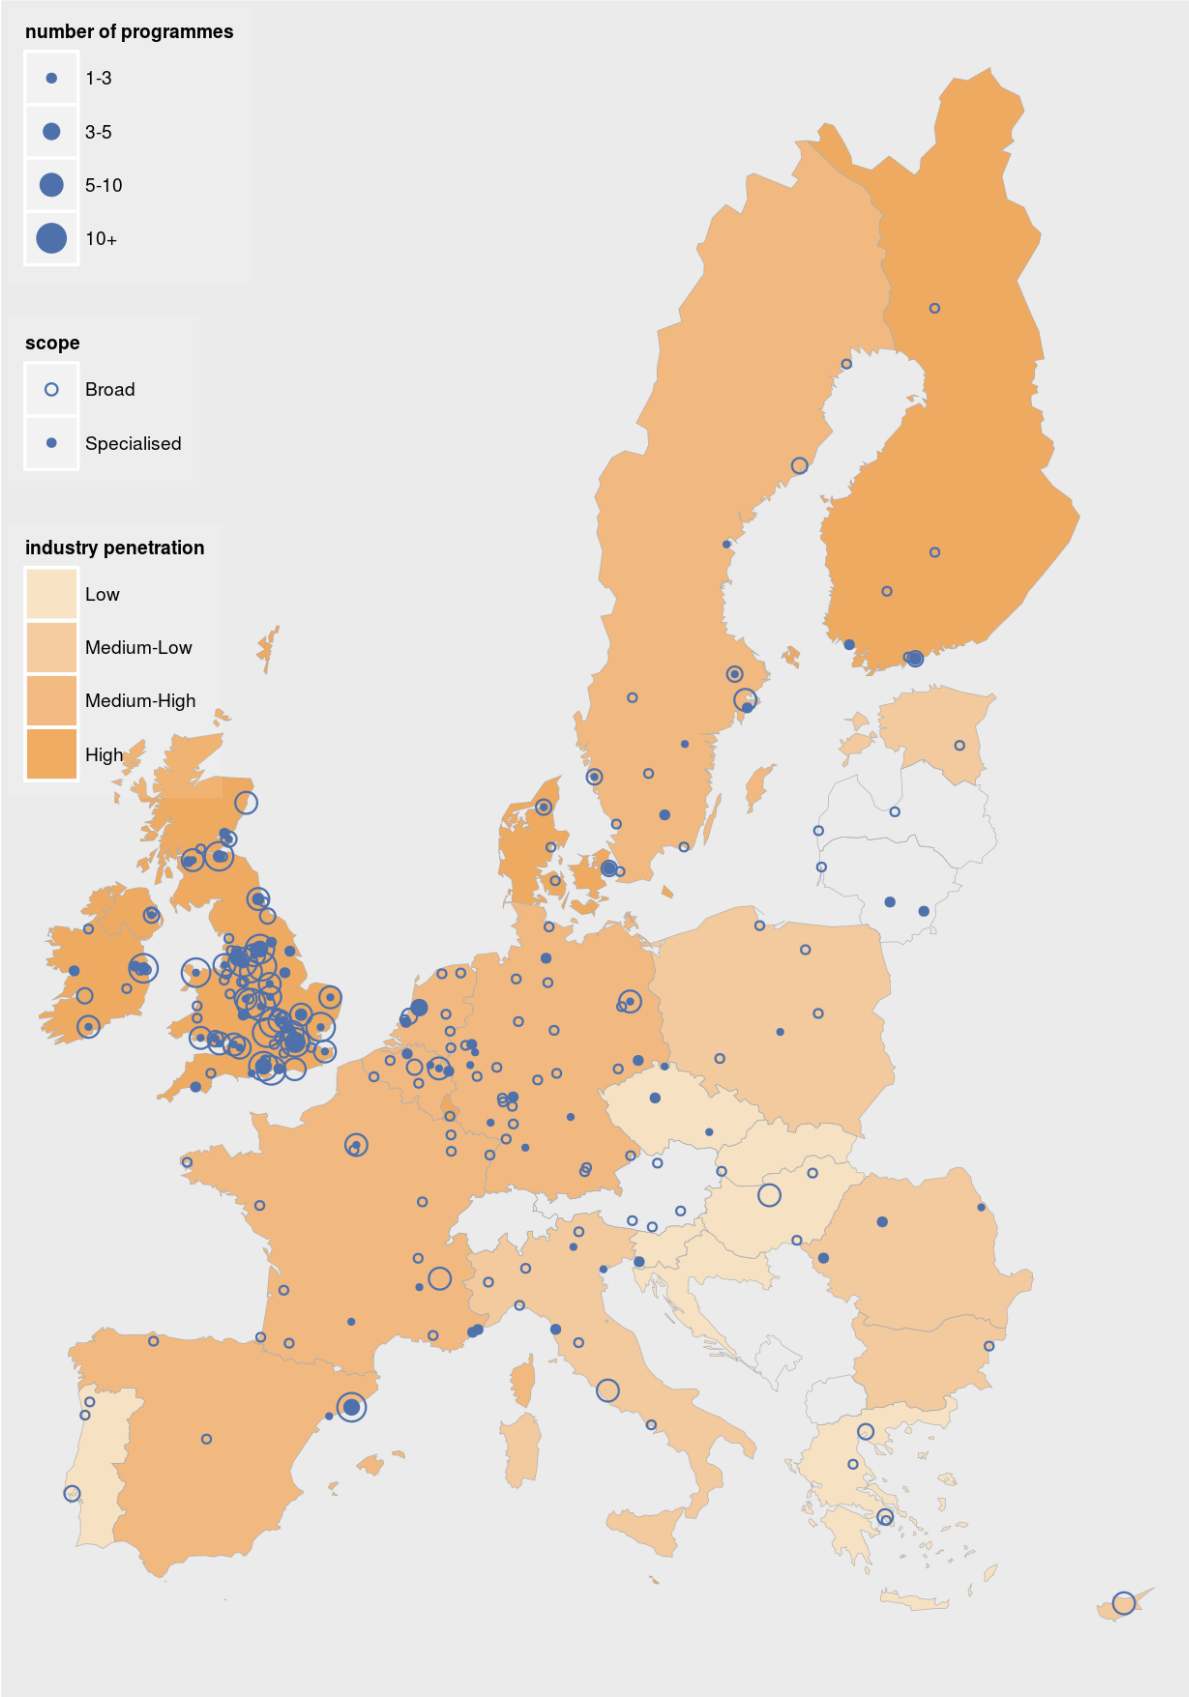 number of programmes
1-3
3-5
5-10
10+
scope
Broad
Specialised
industry penetration
Low
Medium-Low
Medium-High
High